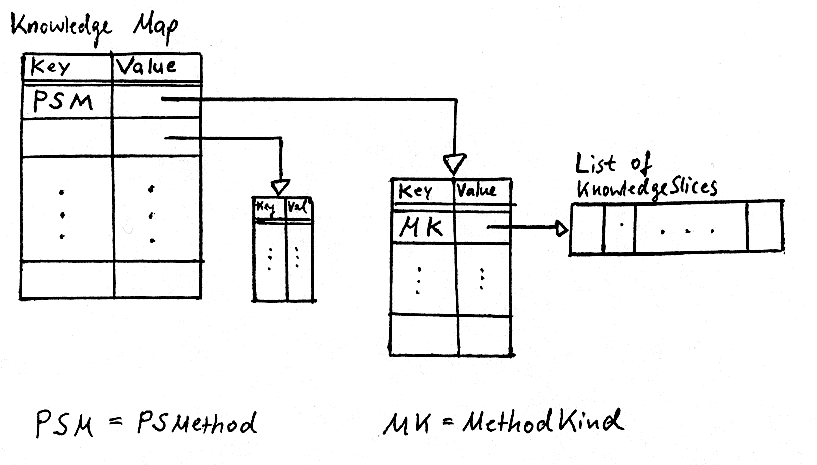 Knowledge Map
Key Value
PSM
Key Val
Key Value
MK
List of
KnowledgeSlices
PSM = PSMethod
MK = MethodKind